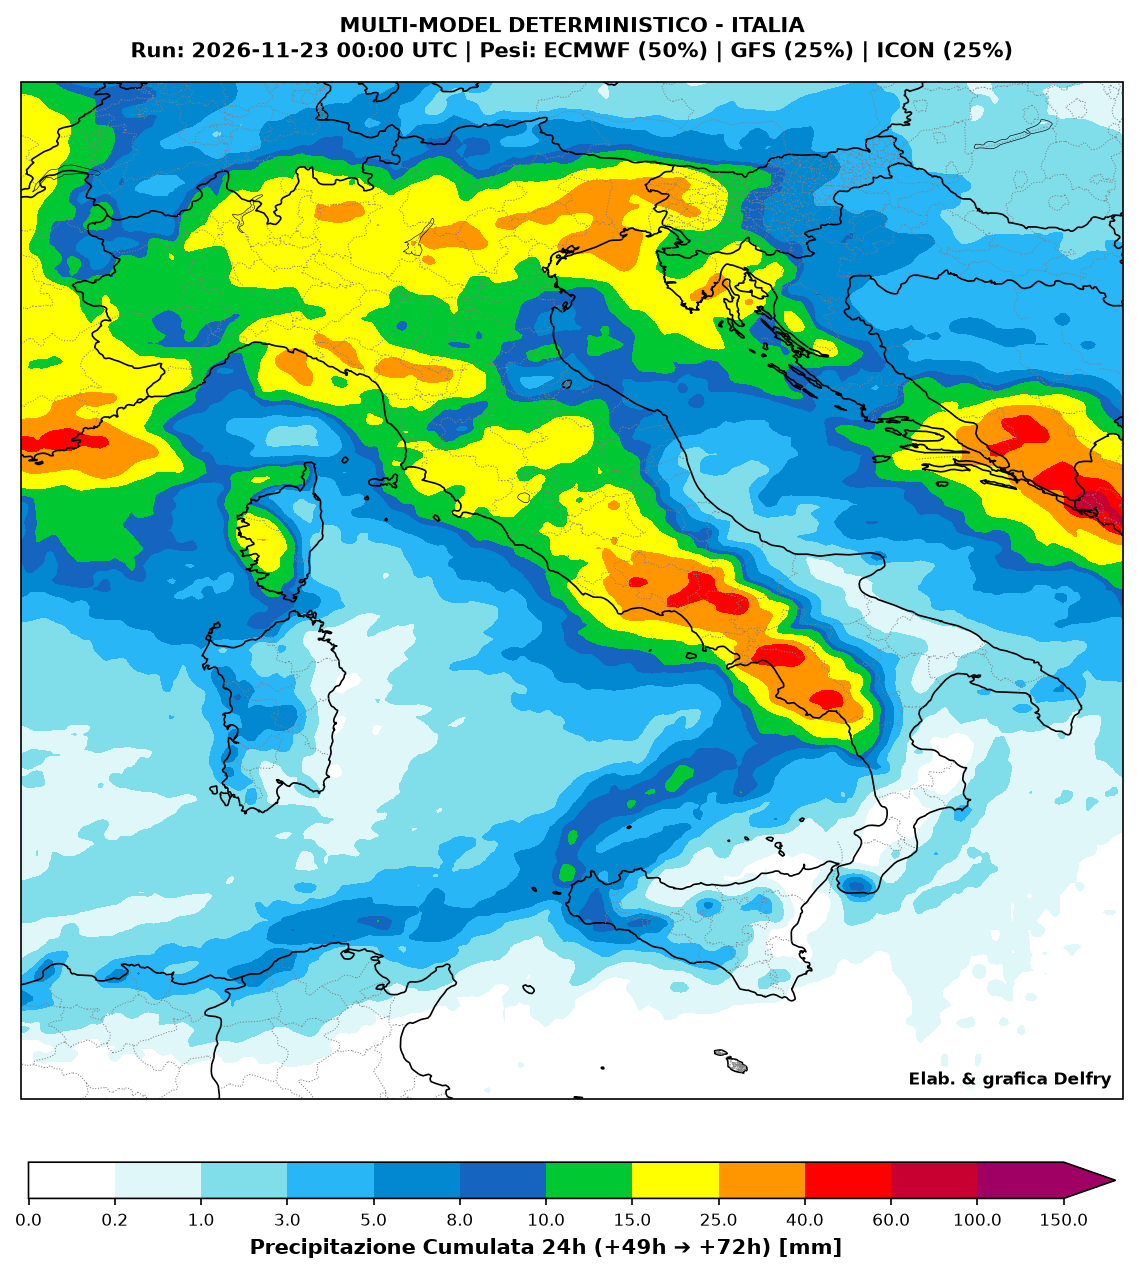 MULTI-MODEL DETERMINISTICO - ITALIA
Run: 2026-11-23 00:00 UTC | Pesi: ECMWF (50%) | GFS (25%) | ICON (25%)
Elab. & grafica Delfry
0.0 0.2 1.0 3.0 5.0 8.0 10.0 15.0 25.0 40.0 60.0 100.0 150.0
Precipitazione Cumulata 24h (+49h → +72h) [mm]